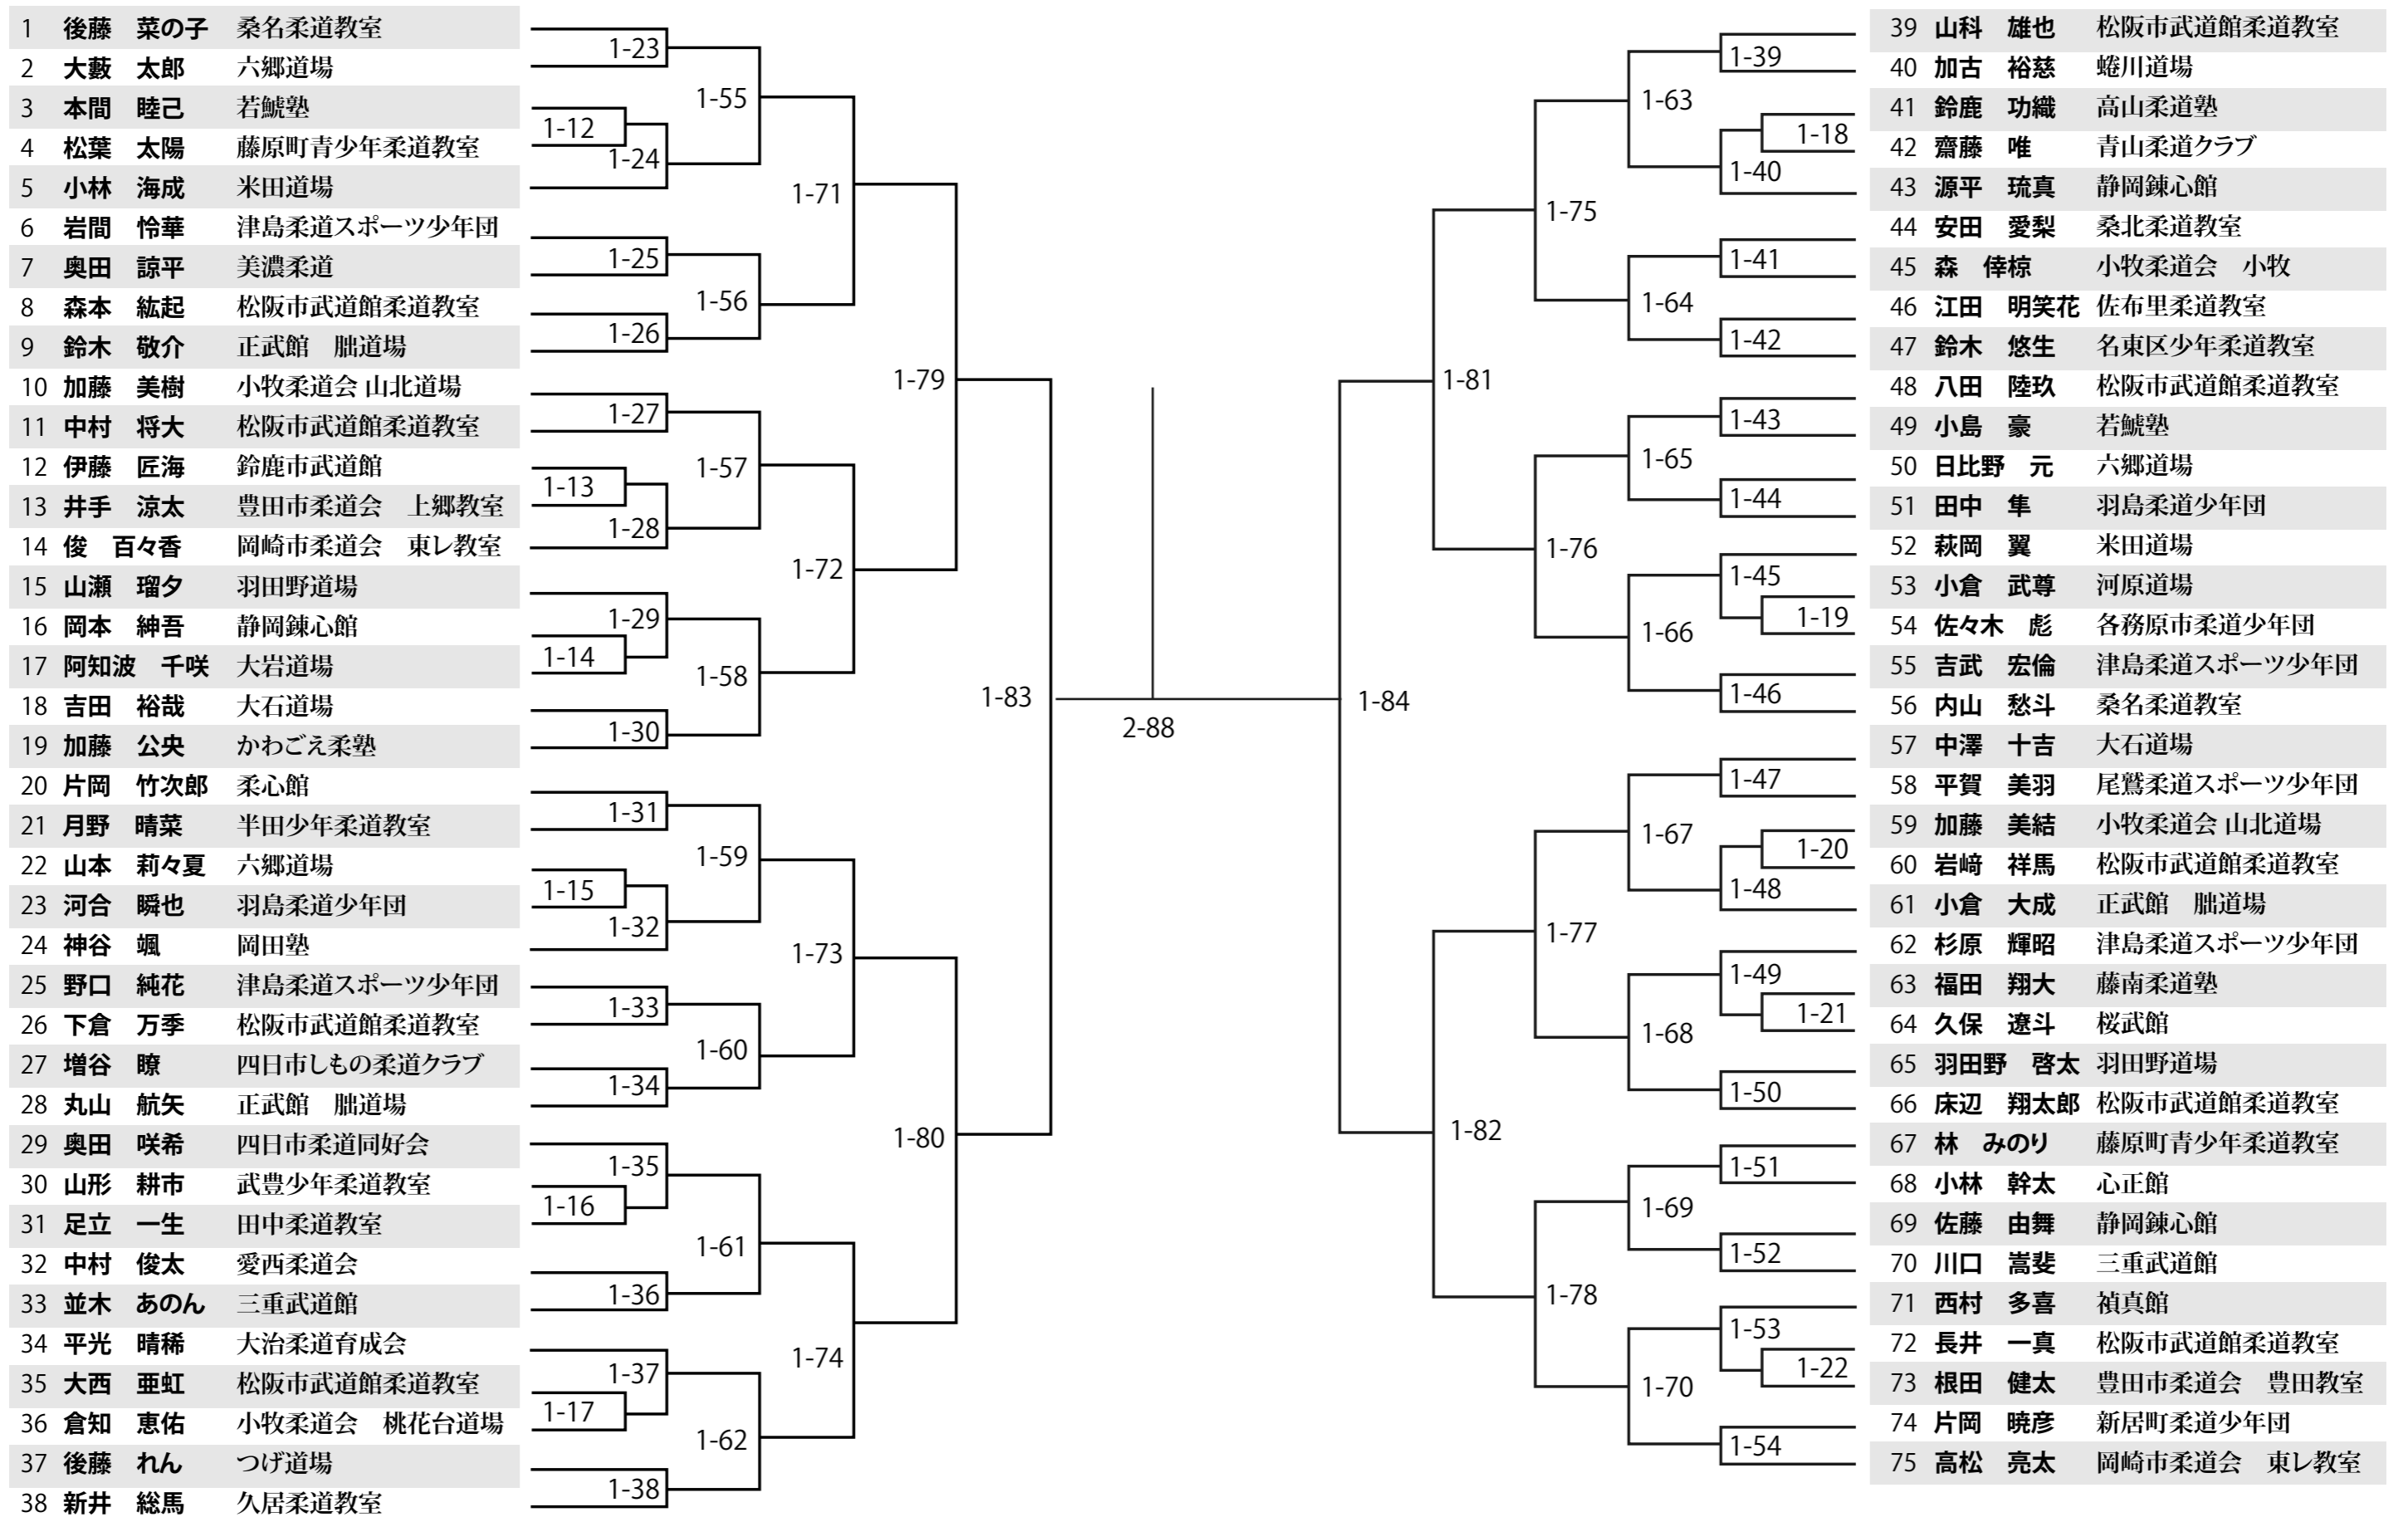 1 後藤　菜の子 桑名柔道教室
2 大藪　太郎 六郷道場
3 本間　睦己 若鯱塾
4 松葉　太陽 藤原町青少年柔道教室
5 小林　海成 米田道場
6 岩間　怜華 津島柔道スポーツ少年団
7 奥田　諒平 美濃柔道
8 森本　紘起 松阪市武道館柔道教室
9 鈴木　敬介 正武館　朏道場
10 加藤　美樹 小牧柔道会 山北道場
11 中村　将大 松阪市武道館柔道教室
12 伊藤　匠海 鈴鹿市武道館
13 井手　涼太 豊田市柔道会　上郷教室
14 俊　百々香 岡崎市柔道会　東レ教室
15 山瀬　瑠夕 羽田野道場
16 岡本　紳吾 静岡錬心館
17 阿知波　千咲 大岩道場
18 吉田　裕哉 大石道場
19 加藤　公央 かわごえ柔塾
20 片岡　竹次郎 柔心館
21 月野　晴菜 半田少年柔道教室
22 山本　莉々夏 六郷道場
23 河合　瞬也 羽島柔道少年団
24 神谷　颯 岡田塾
25 野口　純花 津島柔道スポーツ少年団
26 下倉　万季 松阪市武道館柔道教室
27 増谷　瞭 四日市しもの柔道クラブ
28 丸山　航矢 正武館　朏道場
29 奥田　咲希 四日市柔道同好会
30 山形　耕市 武豊少年柔道教室
31 足立　一生 田中柔道教室
32 中村　俊太 愛西柔道会
33 並木　あのん 三重武道館
34 平光　晴稀 大治柔道育成会
35 大西　亜虹 松阪市武道館柔道教室
36 倉知　恵佑 小牧柔道会　桃花台道場
37 後藤　れん つげ道場
38 新井　総馬 久居柔道教室
1-12
1-13
1-14
1-15
1-16
1-17
1-23
1-24
1-25
1-26
1-27
1-28
1-29
1-30
1-31
1-32
1-33
1-34
1-35
1-36
1-37
1-38
1-55
1-56
1-57
1-58
1-59
1-60
1-61
1-62
1-71
1-72
1-73
1-74
1-79
1-80
1-83
2-88
1-84
1-81
1-82
1-75
1-76
1-77
1-78
1-63
1-64
1-65
1-66
1-67
1-68
1-69
1-70
1-39
1-40
1-41
1-42
1-43
1-44
1-45
1-46
1-47
1-48
1-49
1-50
1-51
1-52
1-53
1-54
1-18
1-19
1-20
1-21
1-22
39 山科　雄也 松阪市武道館柔道教室
40 加古　裕慈 蜷川道場
41 鈴鹿　功織 高山柔道塾
42 齋藤　唯 青山柔道クラブ
43 源平　琉真 静岡錬心館
44 安田　愛梨 桑北柔道教室
45 森　倖椋 小牧柔道会　小牧
46 江田　明笑花 佐布里柔道教室
47 鈴木　悠生 名東区少年柔道教室
48 八田　陸玖 松阪市武道館柔道教室
49 小島　豪 若鯱塾
50 日比野　元 六郷道場
51 田中　隼 羽島柔道少年団
52 萩岡　翼 米田道場
53 小倉　武尊 河原道場
54 佐々木　彪 各務原市柔道少年団
55 吉武　宏倫 津島柔道スポーツ少年団
56 内山　愁斗 桑名柔道教室
57 中澤　十吉 大石道場
58 平賀　美羽 尾鷲柔道スポーツ少年団
59 加藤　美結 小牧柔道会 山北道場
60 岩﨑　祥馬 松阪市武道館柔道教室
61 小倉　大成 正武館　朏道場
62 杉原　輝昭 津島柔道スポーツ少年団
63 福田　翔大 藤南柔道塾
64 久保　遼斗 桜武館
65 羽田野　啓太 羽田野道場
66 床辺　翔太郎 松阪市武道館柔道教室
67 林　みのり 藤原町青少年柔道教室
68 小林　幹太 心正館
69 佐藤　由舞 静岡錬心館
70 川口　嵩斐 三重武道館
71 西村　多喜 禎真館
72 長井　一真 松阪市武道館柔道教室
73 根田　健太 豊田市柔道会　豊田教室
74 片岡　暁彦 新居町柔道少年団
75 高松　亮太 岡崎市柔道会　東レ教室